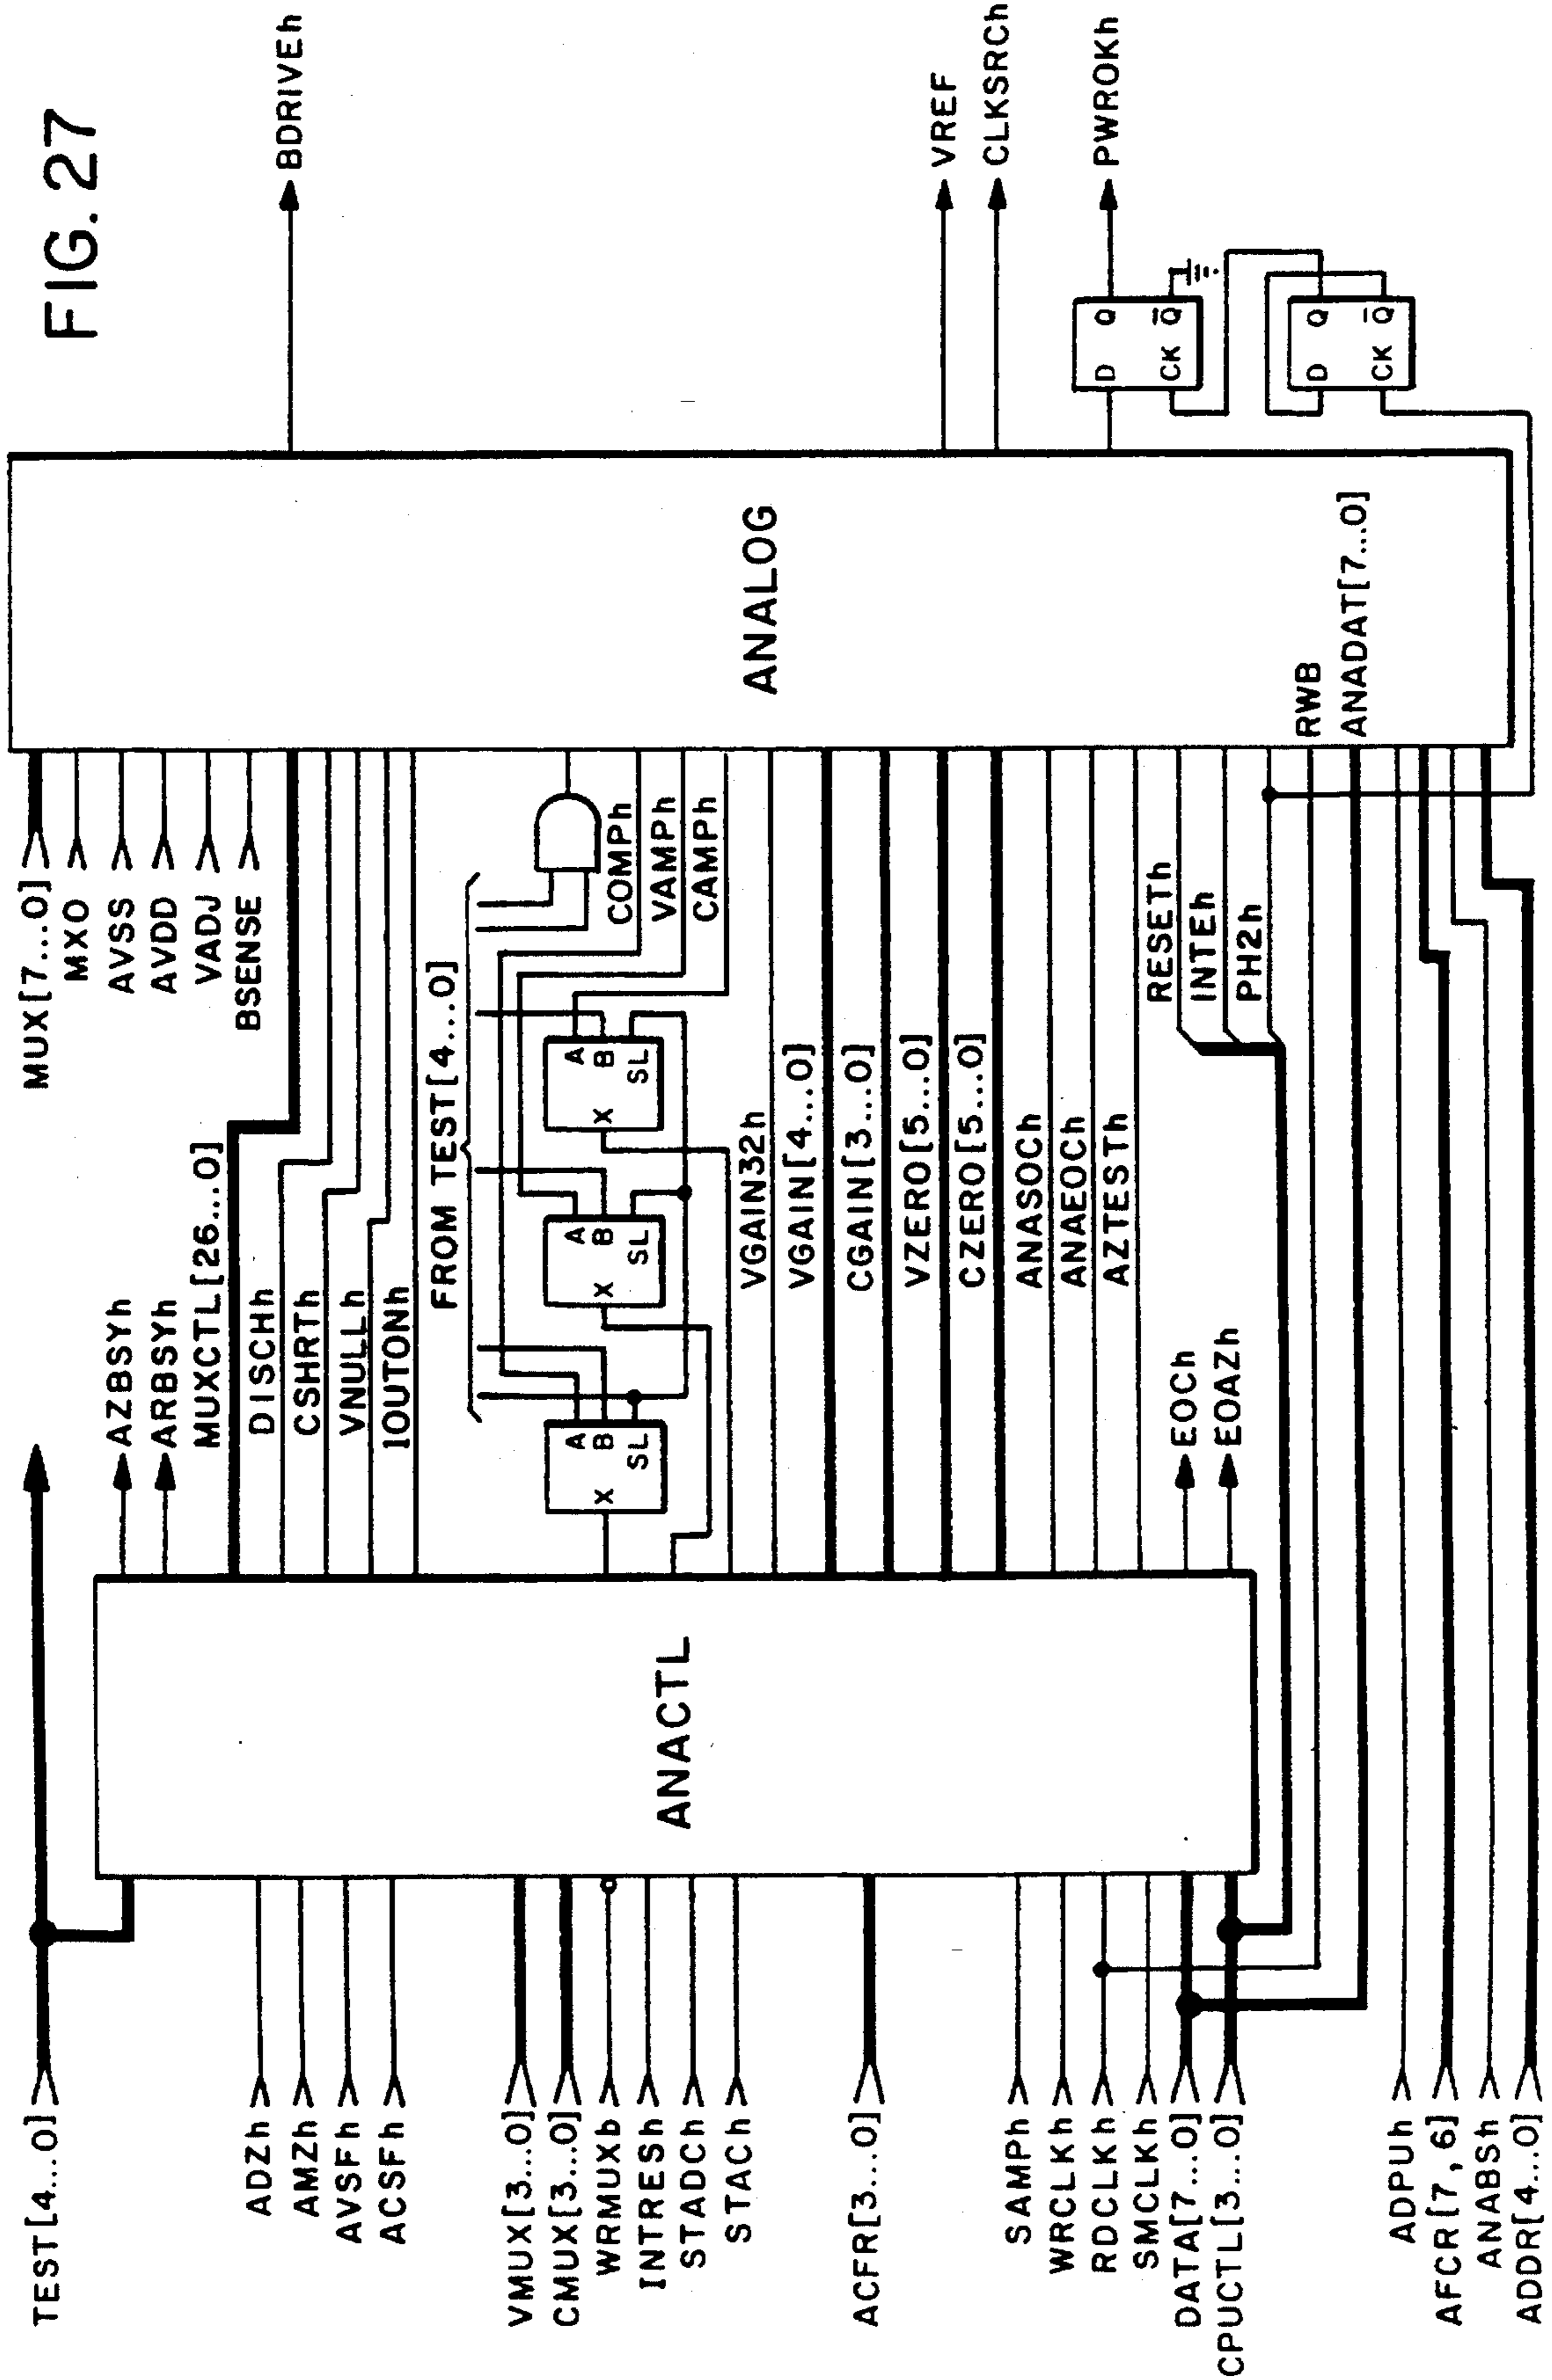 FIG. 27
TEST[4...0]
ADZh
AMZh
AVSFh
ACSFh
VMUX[3...0]
CMUX[3...0]
WRMUXb
INTRESh
STADCh
STACh
ACFR[3...0]
SAMPh
WRCLKh
RDCLKh
SMCLKh
DATA[7...0]
CPUCTL[3...0]
ADPUh
AFCR[7,6]
ANABSh
ADDR[4...0]
ANACTL
AZBSYh
ARBSYh
MUXCTL[26...0]
DISCHh
CSHRTh
VNULLh
IOUTONh
FROM TEST[4...0]
X A B SL
X A B SL
X A B SL
COMPh
VAMPh
CAMPh
VGAIN32h
VGAIN[4...0]
CGAIN[3...0]
VZERO[5...0]
CZERO[5...0]
ANASOCh
ANAEOCh
AZTESTh
EOCh
EOAZh
RESETh
INTEh
PH2h
MUX[7...0]
MXO
AVSS
AVDD
VADJ
BSENSE
ANALOG
RWB
ANADAT[7...0]
BDRIVEh
VREF
CLKSRCh
PWROKh
D Q
CK Q̅
D Q
CK Q̅